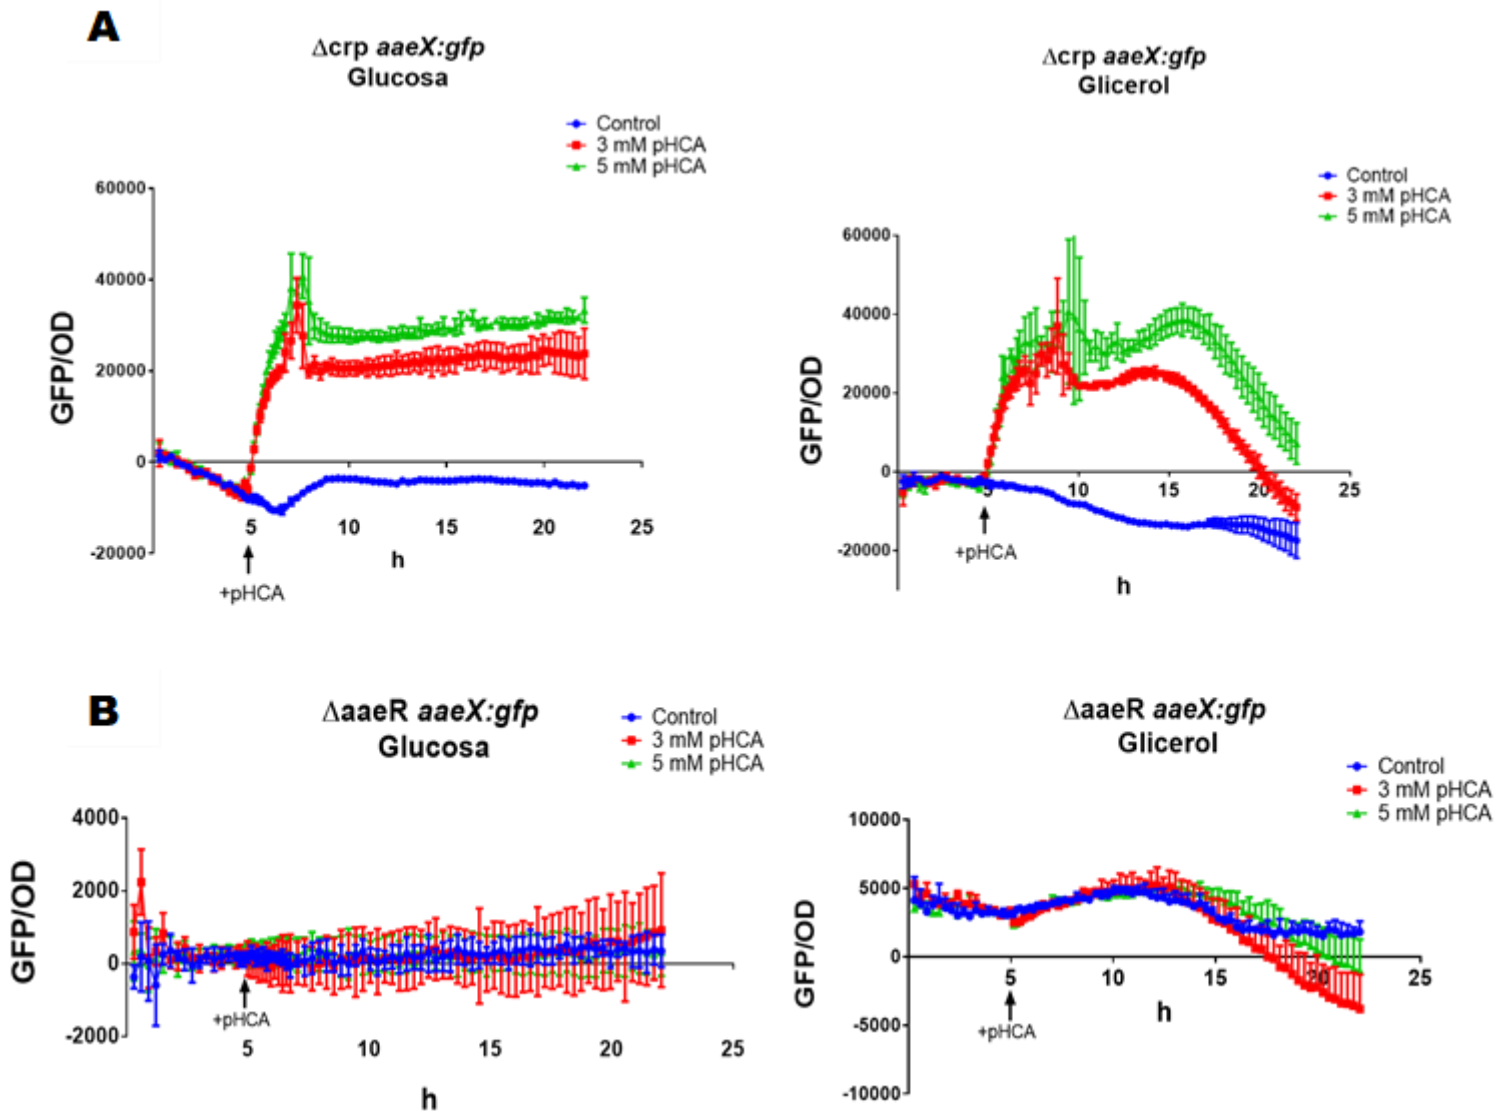 A
Δcrp aaeX:gfp
Glucosa
Control
3 mM pHCA
5 mM pHCA
60000
40000
20000
0
-20000
GFP/OD
5
10
15
20
25
+pHCA
h
Δcrp aaeX:gfp
Glicerol
Control
3 mM pHCA
5 mM pHCA
60000
40000
20000
0
-20000
GFP/OD
5
10
15
20
25
+pHCA
h
B
ΔaaeR aaeX:gfp
Glucosa
Control
3 mM pHCA
5 mM pHCA
4000
2000
0
-2000
GFP/OD
+pHCA
5
10
15
20
25
h
ΔaaeR aaeX:gfp
Glicerol
Control
3 mM pHCA
5 mM pHCA
10000
5000
0
-5000
-10000
GFP/OD
5
10
15
20
25
+pHCA
h